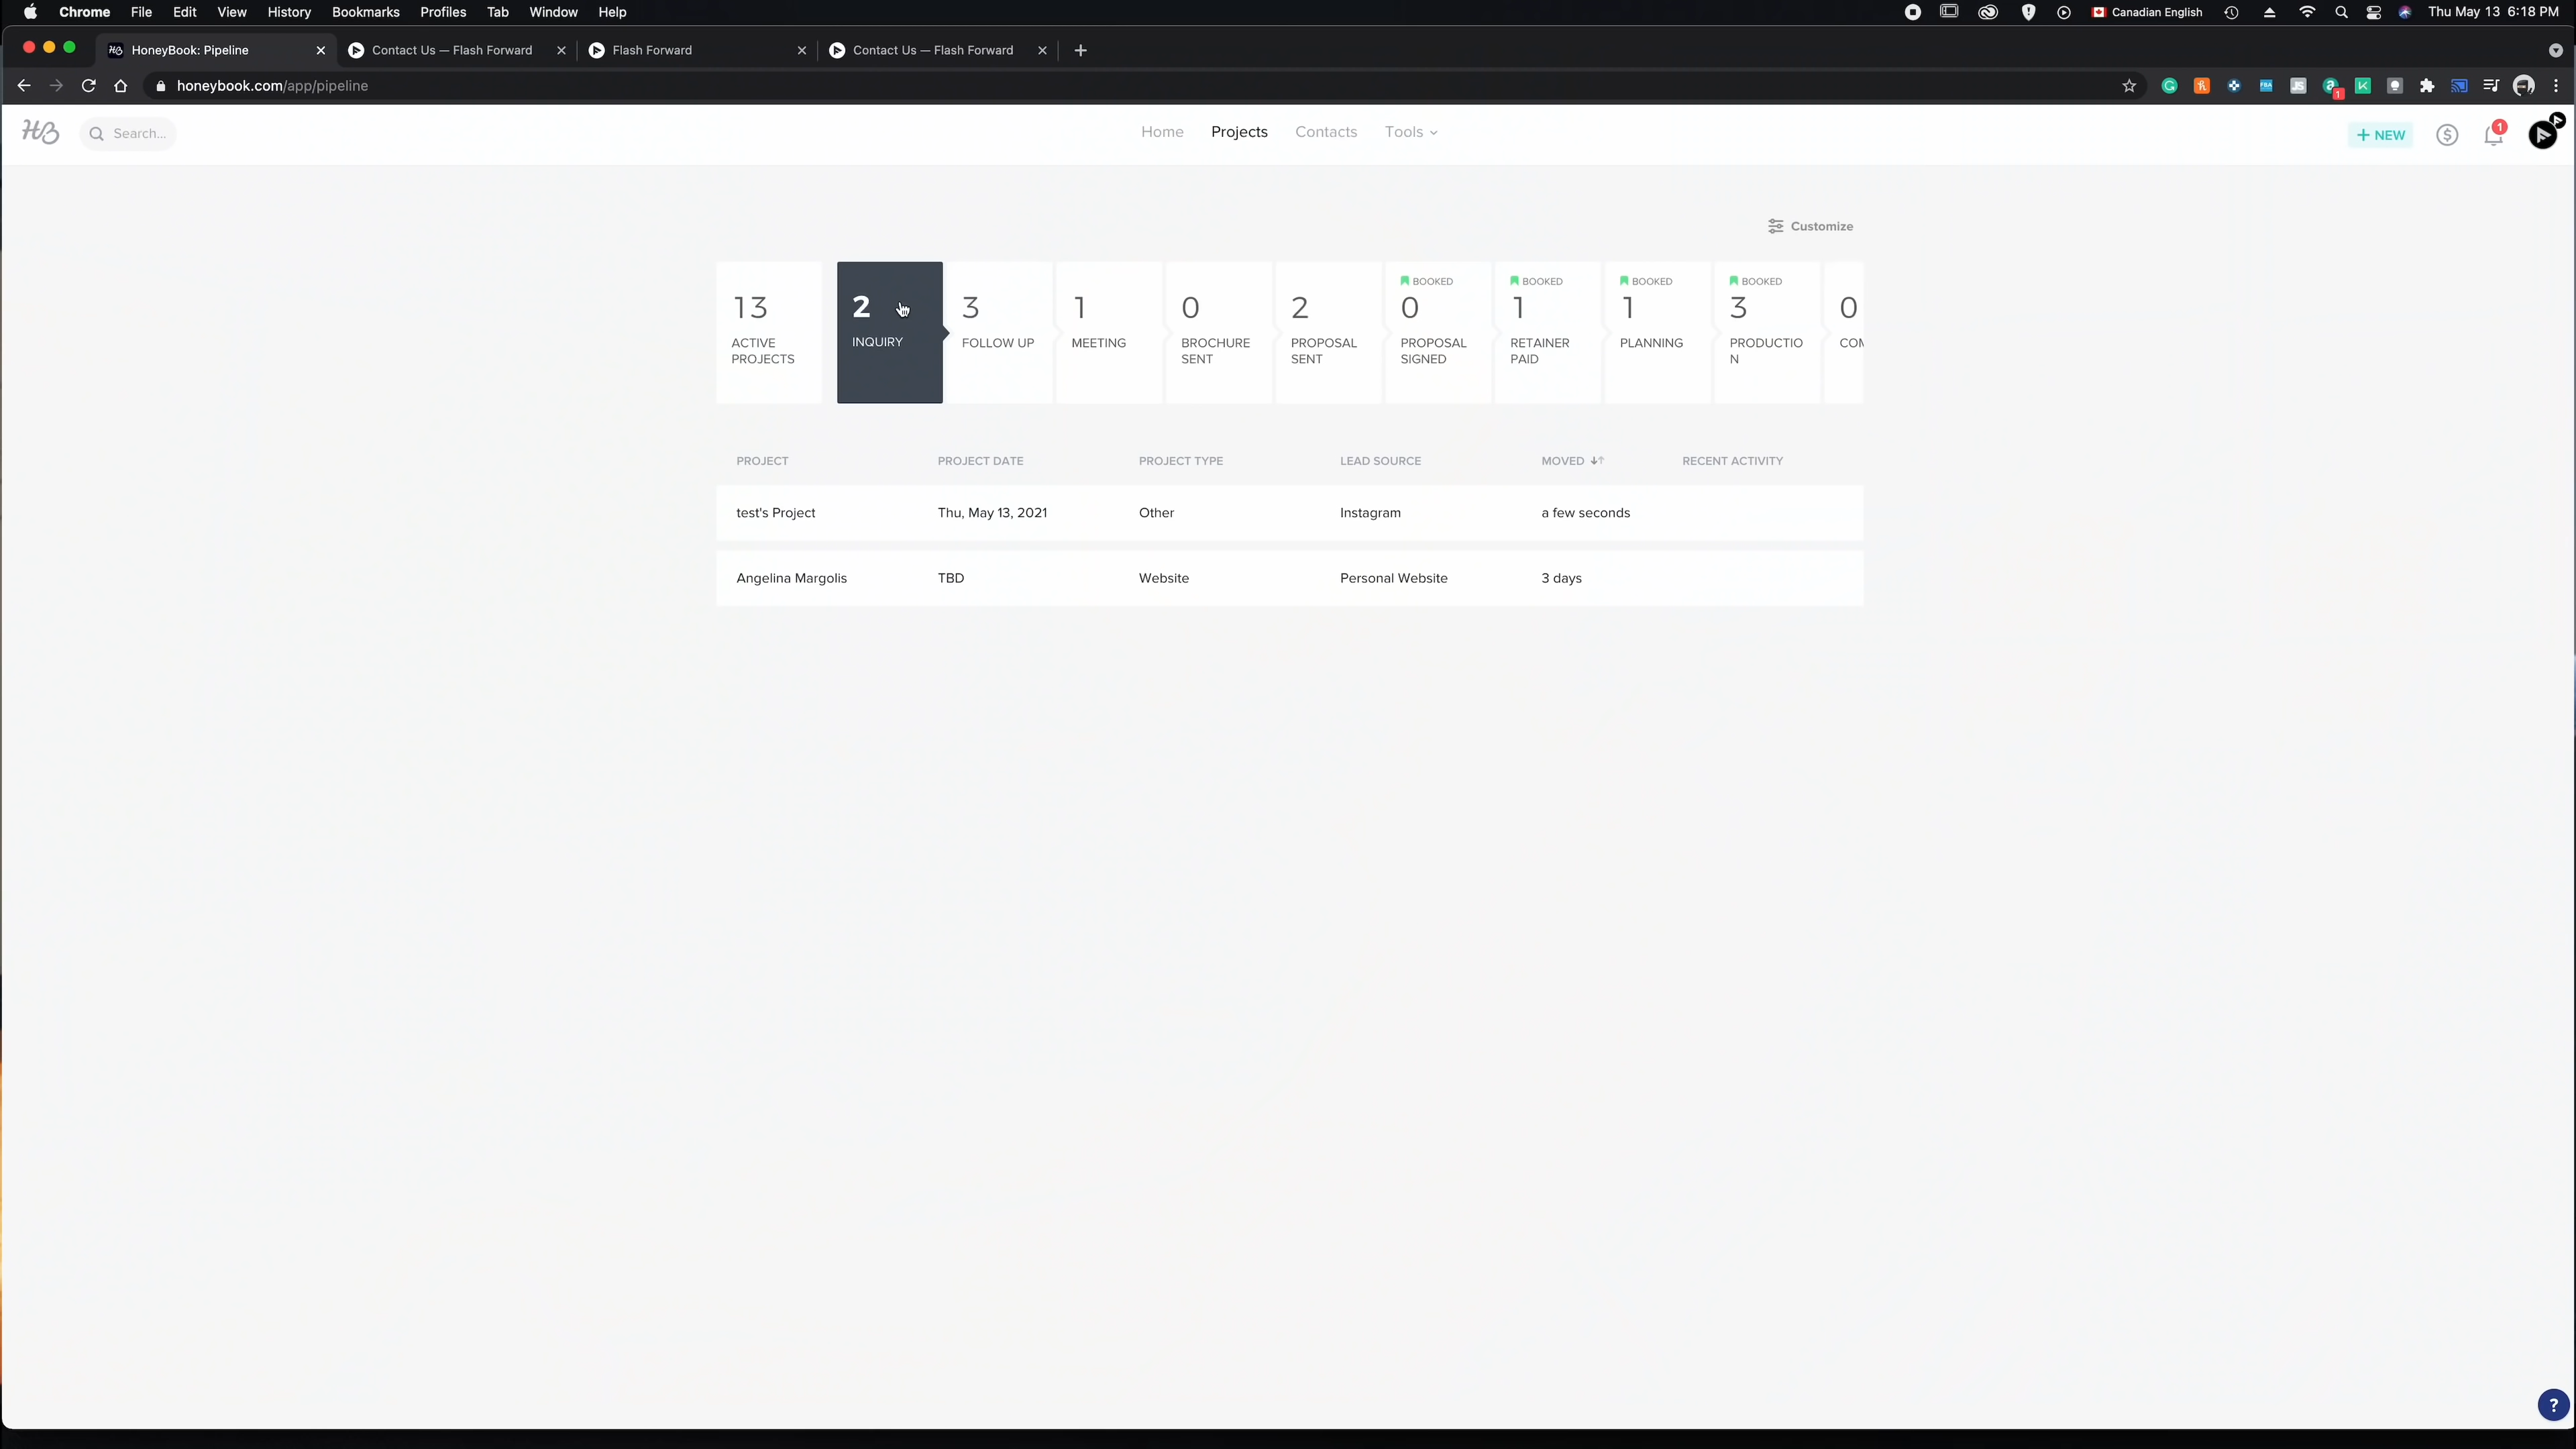 Chrome File Edit View History Bookmarks Profiles Tab Window Help Canadian English Thu May 13 6:18 PM
HoneyBook: Pipeline Contact Us — Flash Forward Flash Forward Contact Us — Flash Forward
honeybook.com/app/pipeline
HB Search... Home Projects Contacts Tools + NEW 1
Customize
BOOKED BOOKED BOOKED BOOKED
13 2 3 1 0 2 0 1 1 3 0
ACTIVE INQUIRY FOLLOW UP MEETING BROCHURE PROPOSAL PROPOSAL RETAINER PLANNING PRODUCTIO COM
PROJECTS SENT SENT SIGNED PAID N
PROJECT PROJECT DATE PROJECT TYPE LEAD SOURCE MOVED RECENT ACTIVITY
test's Project Thu, May 13, 2021 Other Instagram a few seconds
Angelina Margolis TBD Website Personal Website 3 days
?